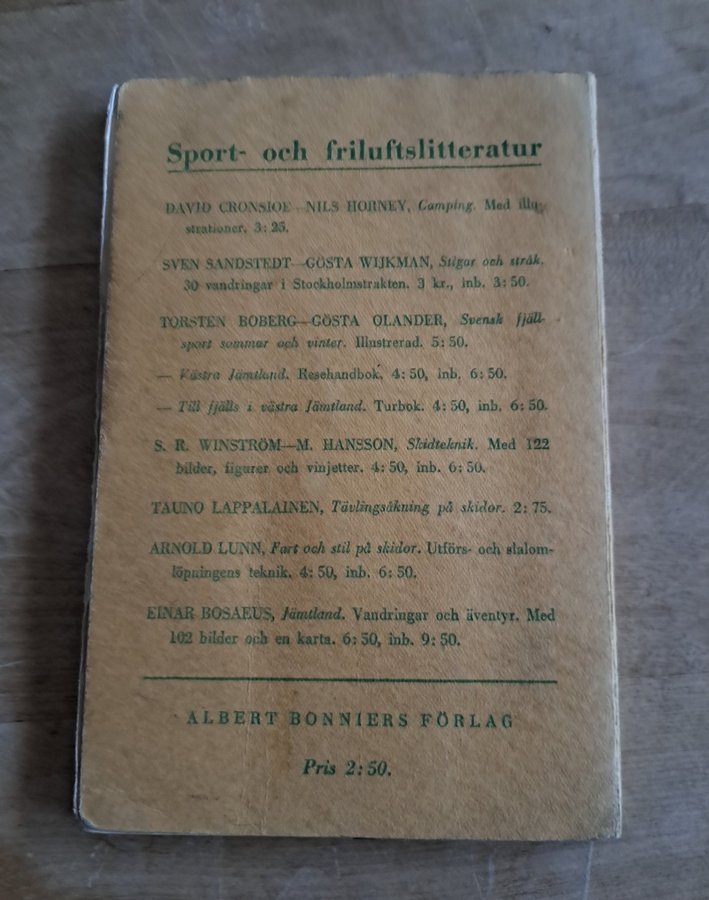 Sport- och friluftslitteratur
DAVID CRONSIOE—NILS HORNEY, Camping. Med illu-
strationer. 3: 25.
SVEN SANDSTEDT—GÖSTA WIJKMAN, Stigar och stråk.
30 vandringar i Stockholmstrakten. 3 kr., inb. 3: 50.
TORSTEN BOBERG—GÖSTA OLANDER, Svensk fjäll-
sport sommar och vinter. Illustrerad. 5: 50.
— Västra Jämtland. Resehandbok. 4: 50, inb. 6: 50.
— Till fjälls i västra Jämtland. Turbok. 4: 50, inb. 6: 50.
S. R. WINSTRÖM—M. HANSSON, Skidteknik. Med 122
bilder, figurer och vinjetter. 4: 50, inb. 6: 50.
TAUNO LAPPALAINEN, Tävlingsåkning på skidor. 2: 75.
ARNOLD LUNN, Fart och stil på skidor. Utförs- och slalom-
löpningens teknik. 4: 50, inb. 6: 50.
EINAR BOSAEUS, Jämtland. Vandringar och äventyr. Med
102 bilder och en karta. 6: 50, inb. 9: 50.
ALBERT BONNIERS FÖRLAG
Pris 2: 50.